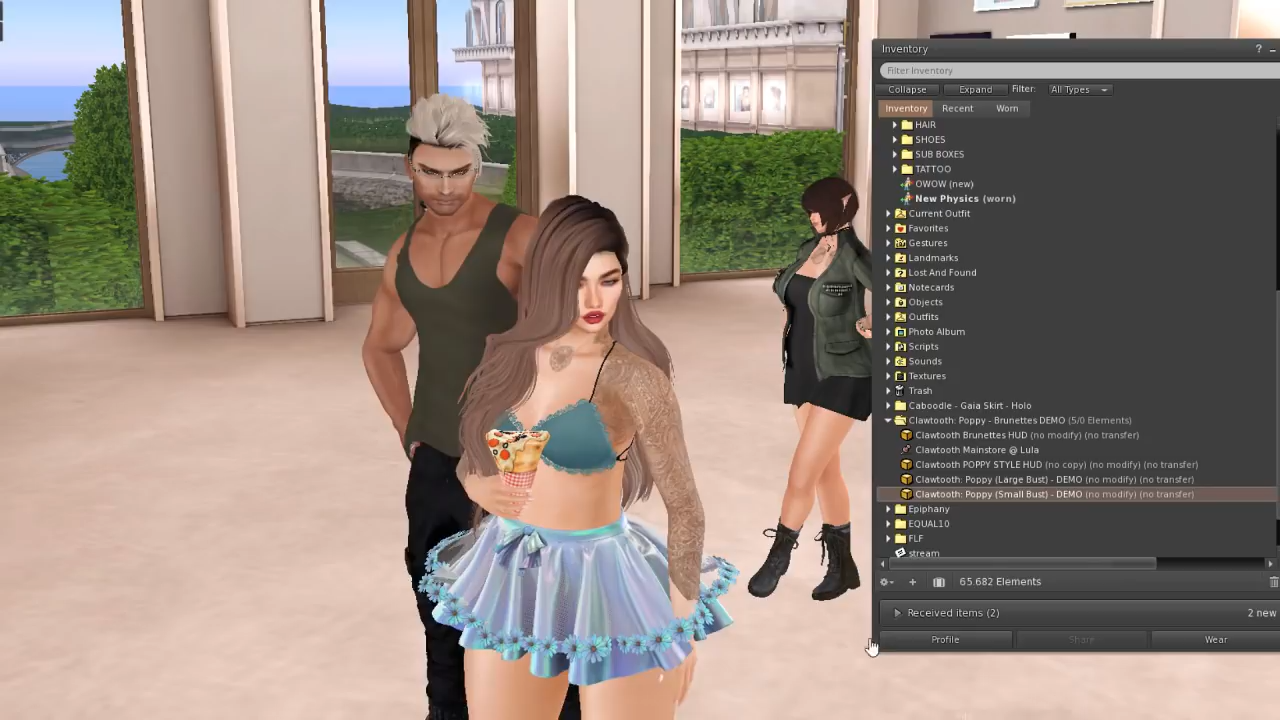 Inventory
?
Filter Inventory
Collapse Expand Filter: All Types
Inventory Recent Worn
HAIR
SHOES
SUB BOXES
TATTOO
OWOW (new)
New Physics (worn)
Current Outfit
Favorites
Gestures
Landmarks
Lost And Found
Notecards
Objects
Outfits
Photo Album
Scripts
Sounds
Textures
Trash
Caboodle - Gaia Skirt - Holo
Clawtooth: Poppy - Brunettes DEMO (5/0 Elements)
Clawtooth Brunettes HUD (no modify) (no transfer)
Clawtooth Mainstore @ Lula
Clawtooth POPPY STYLE HUD (no copy) (no modify) (no transfer)
Clawtooth: Poppy (Large Bust) - DEMO (no modify) (no transfer)
Clawtooth: Poppy (Small Bust) - DEMO (no modify) (no transfer)
Epiphany
EQUAL10
FLF
stream
65.682 Elements
Received items (2) 2 new
Profile Share Wear